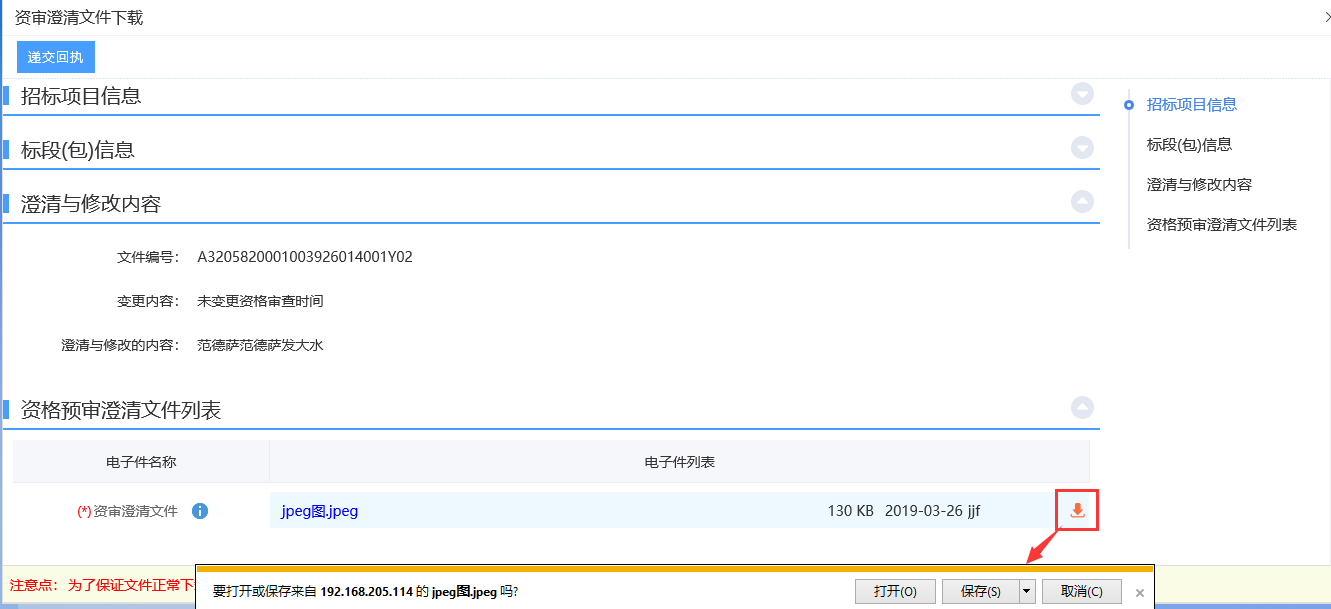 资审澄清文件下载
递交回执
招标项目信息
标段(包)信息
澄清与修改内容
文件编号： A3205820001003926014001Y02
变更内容： 未变更资格审查时间
澄清与修改的内容： 范德萨范德萨发大水
资格预审澄清文件列表
电子件名称 电子件列表
(*)资审澄清文件 jpeg图.jpeg 130 KB 2019-03-26 jjf
注意点：为了保证文件正常下
要打开或保存来自 192.168.205.114 的 jpeg图.jpeg 吗?
打开(O) 保存(S) 取消(C) ×
招标项目信息
标段(包)信息
澄清与修改内容
资格预审澄清文件列表